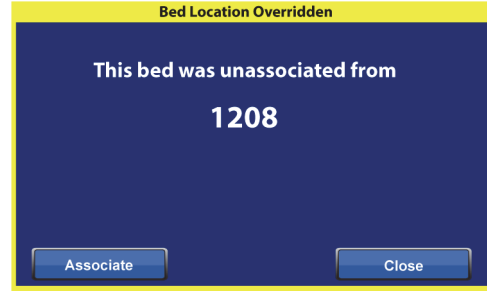 Bed Location Overridden
This bed was unassociated from
1208
Associate
Close